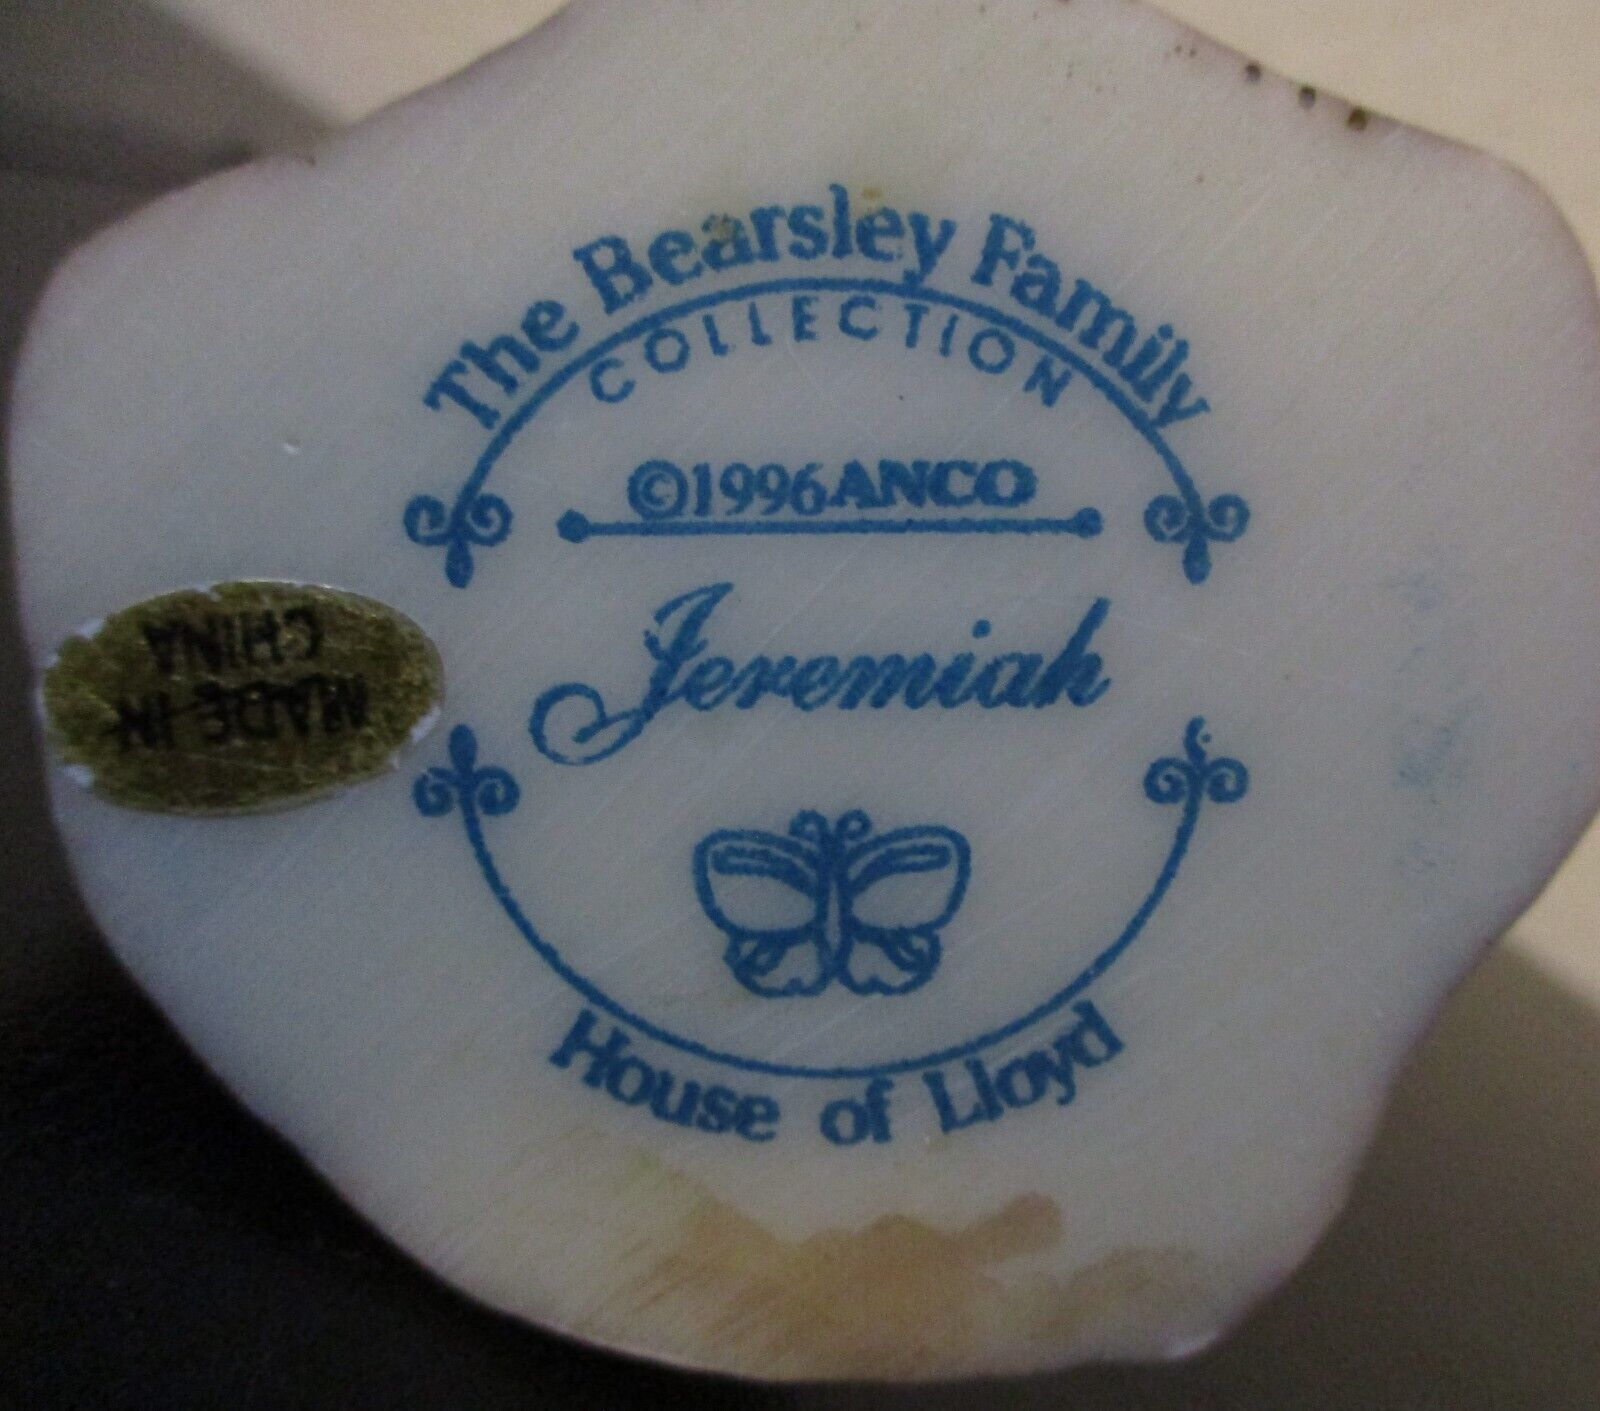 The Bearsley Family
COLLECTION
©1996ANCO
Jeremiah
House of Lloyd
MADE IN
CHINA